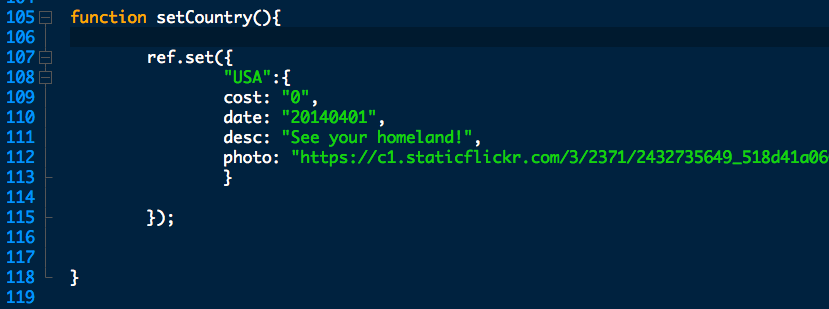 105 function setCountry(){
106
107 ref.set({
108 "USA":{
109 cost: "0",
110 date: "20140401",
111 desc: "See your homeland!",
112 photo: "https://c1.staticflickr.com/3/2371/2432735649_518d41a06
113 }
114
115 });
116
117
118 }
119